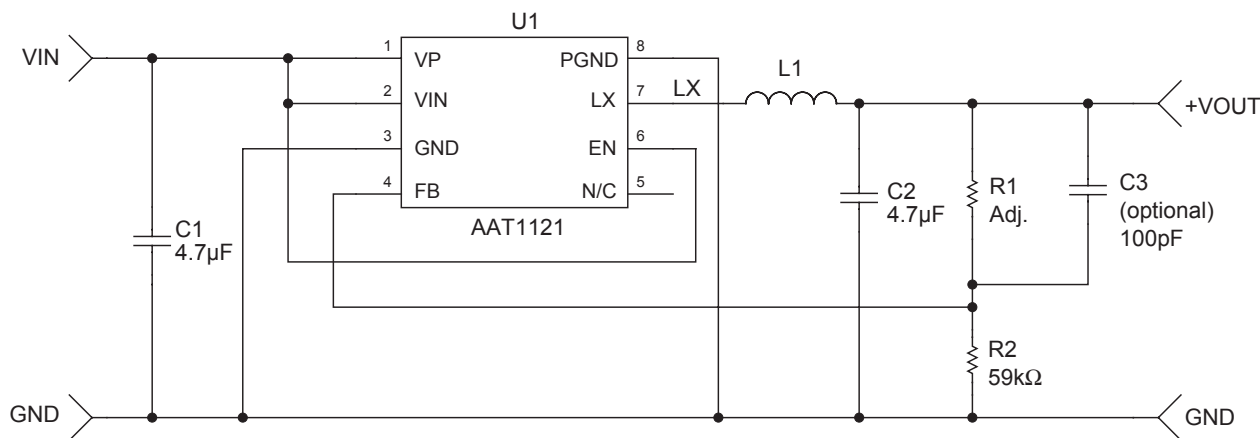 U1
VIN
1
VP
PGND
8
2
VIN
LX
7
LX
L1
+VOUT
3
GND
EN
6
4
FB
N/C
5
AAT1121
C1
4.7µF
C2
4.7µF
R1
Adj.
C3
(optional)
100pF
R2
59kΩ
GND
GND